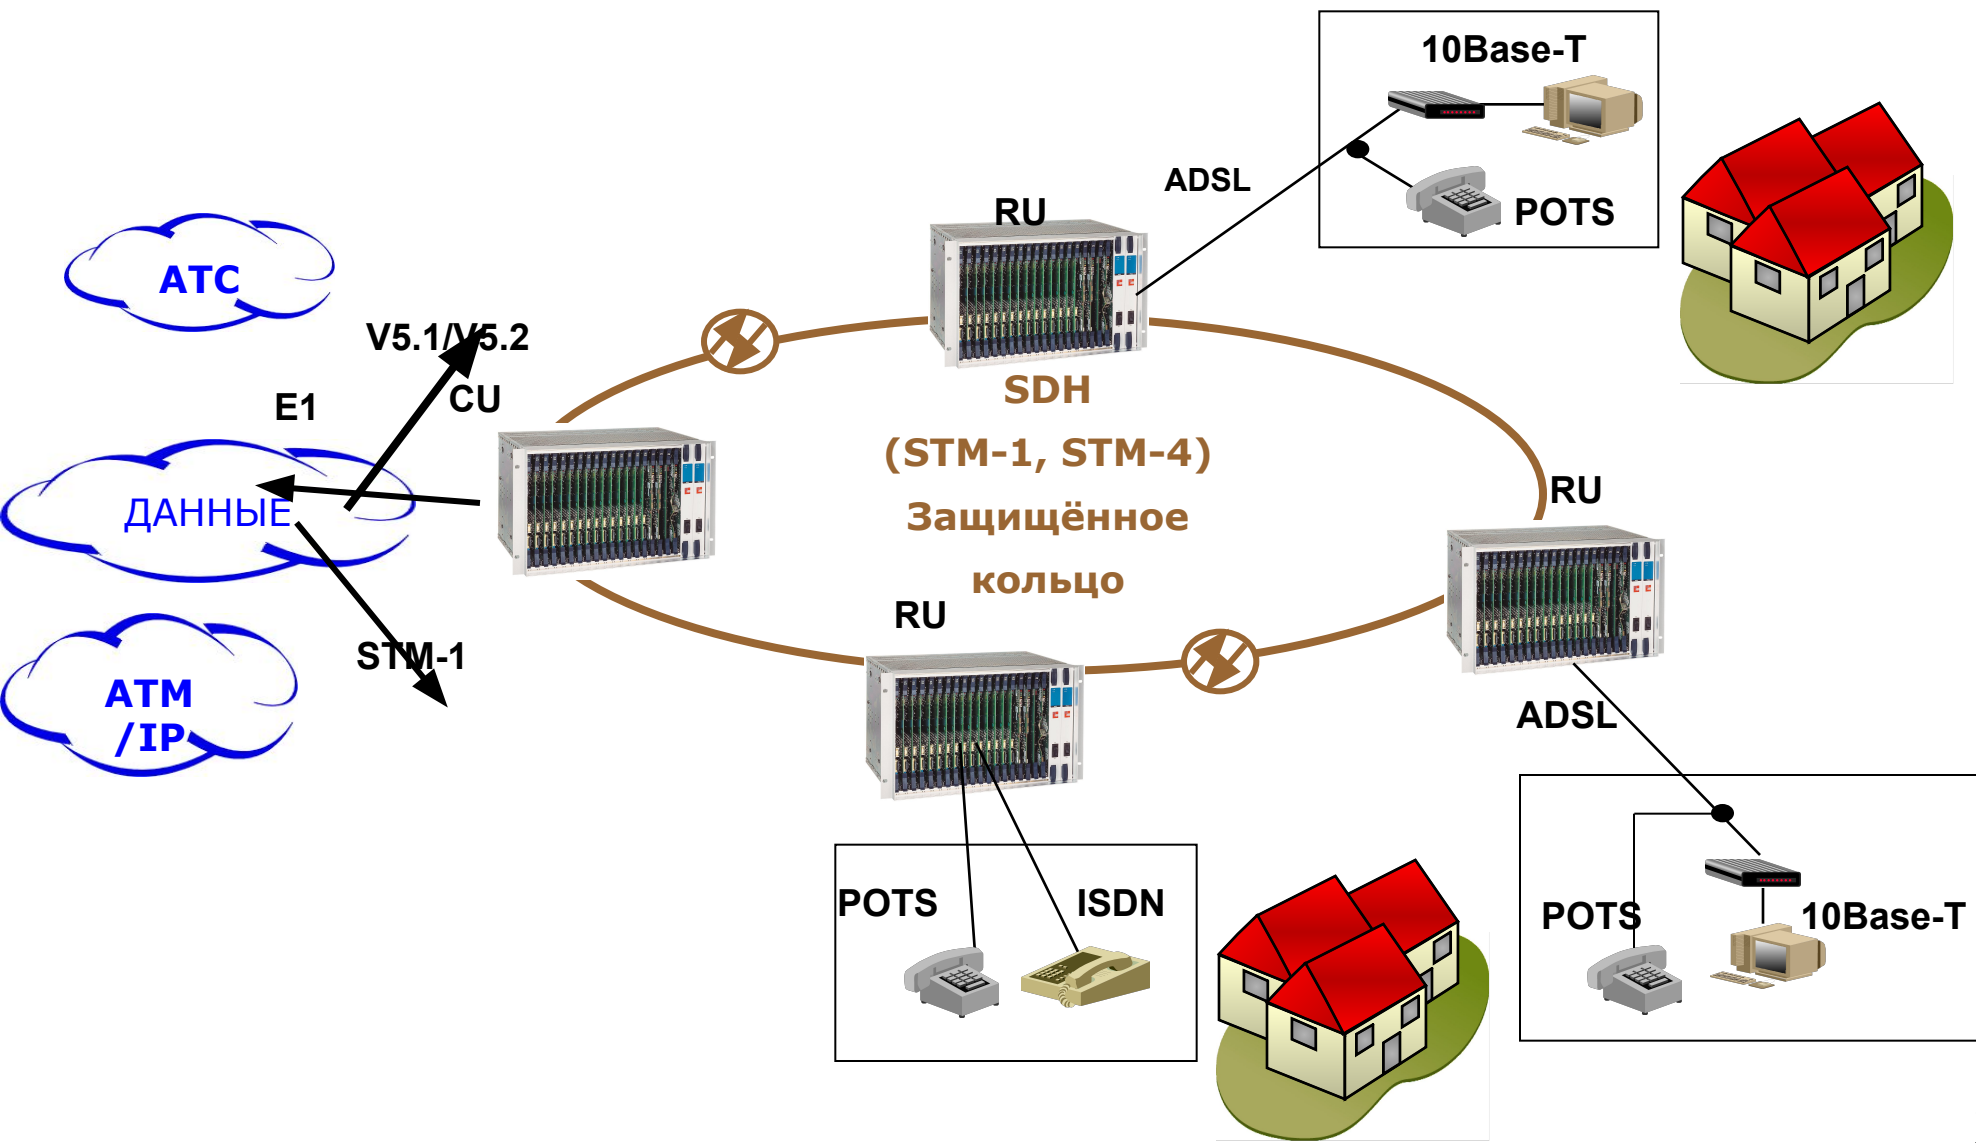 10Base-T
ADSL
POTS
RU
АТС
V5.1/V5.2
CU
E1
SDH
(STM-1, STM-4)
Защищённое
кольцо
RU
ДАННЫЕ
RU
STM-1
ATM
/IP
ADSL
POTS
ISDN
POTS
10Base-T